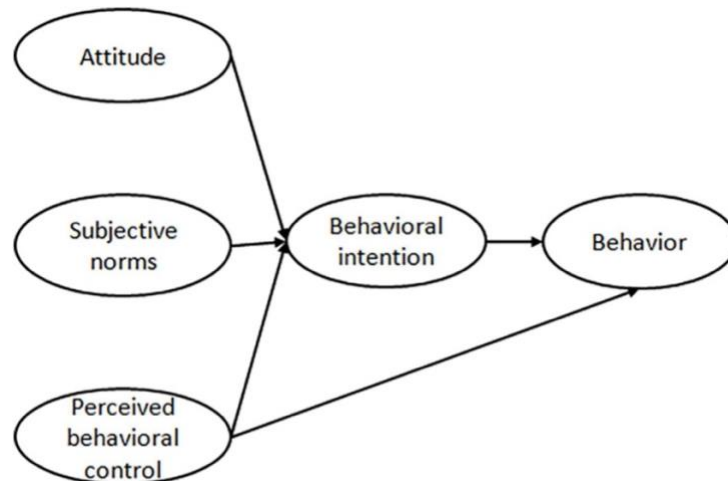 Attitude
Subjective
norms
Behavioral
intention
Behavior
Perceived
behavioral
control